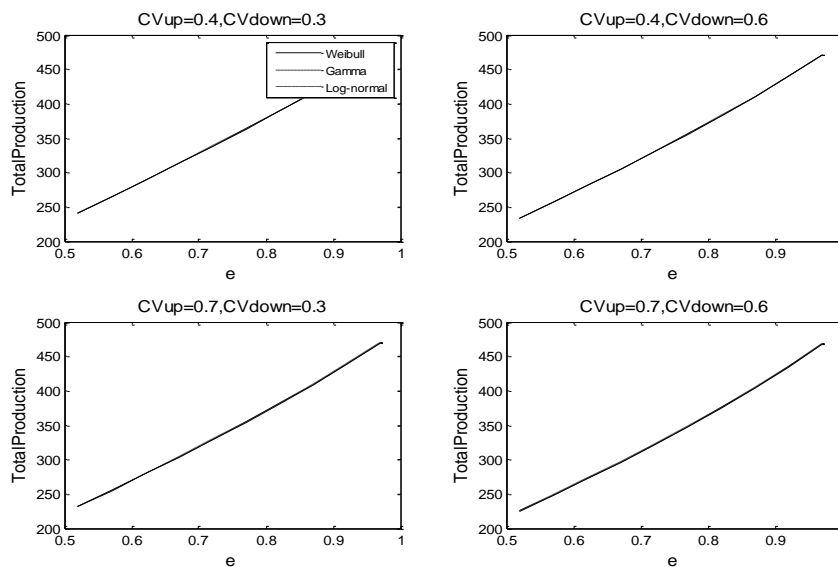 CVup=0.4,CVdown=0.3
500
450
400
350
300
250
200
TotalProduction
Weibull
Gamma
Log-normal
0.5 0.6 0.7 0.8 0.9 1
e
CVup=0.4,CVdown=0.6
500
450
400
350
300
250
200
TotalProduction
0.5 0.6 0.7 0.8 0.9
e
CVup=0.7,CVdown=0.3
500
450
400
350
300
250
200
TotalProduction
0.5 0.6 0.7 0.8 0.9 1
e
CVup=0.7,CVdown=0.6
500
450
400
350
300
250
200
TotalProduction
0.5 0.6 0.7 0.8 0.9
e